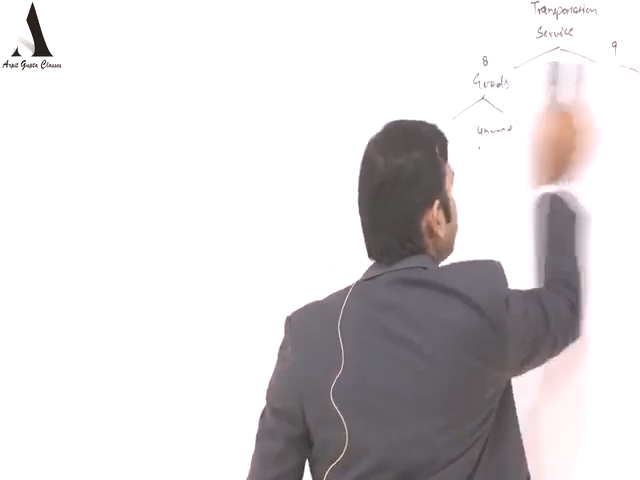 Arpit Gupta Classes
Transportation
Service
8
9
Goods